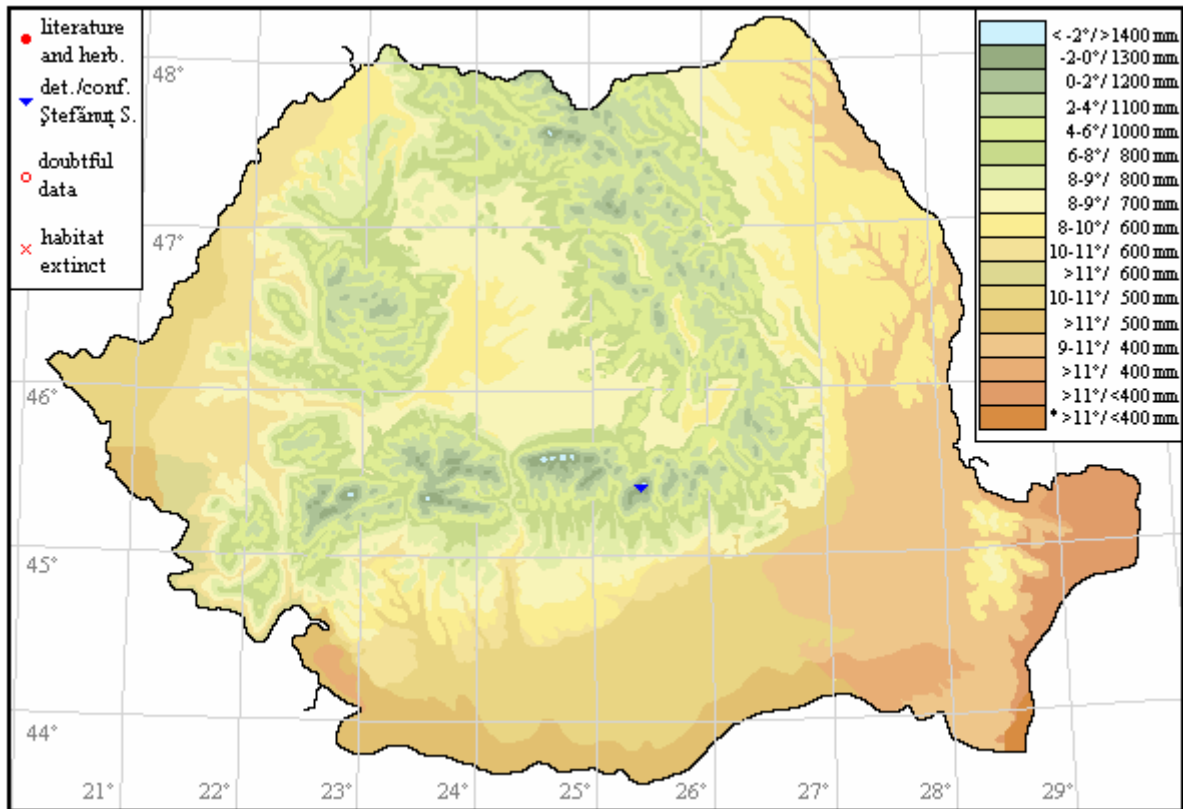 literature
and herb.
det./conf.
Ştefănuţ S.
doubtful
data
habitat
extinct
< -2°/>1400 mm
-2-0°/ 1300 mm
0-2°/ 1200 mm
2-4°/ 1100 mm
4-6°/ 1000 mm
6-8°/ 800 mm
8-9°/ 800 mm
8-9°/ 700 mm
8-10°/ 600 mm
10-11°/ 600 mm
>11°/ 600 mm
10-11°/ 500 mm
>11°/ 500 mm
9-11°/ 400 mm
>11°/ 400 mm
>11°/<400 mm
* >11°/<400 mm
48°
47°
46°
45°
44°
21° 22° 23° 24° 25° 26° 27° 28° 29°